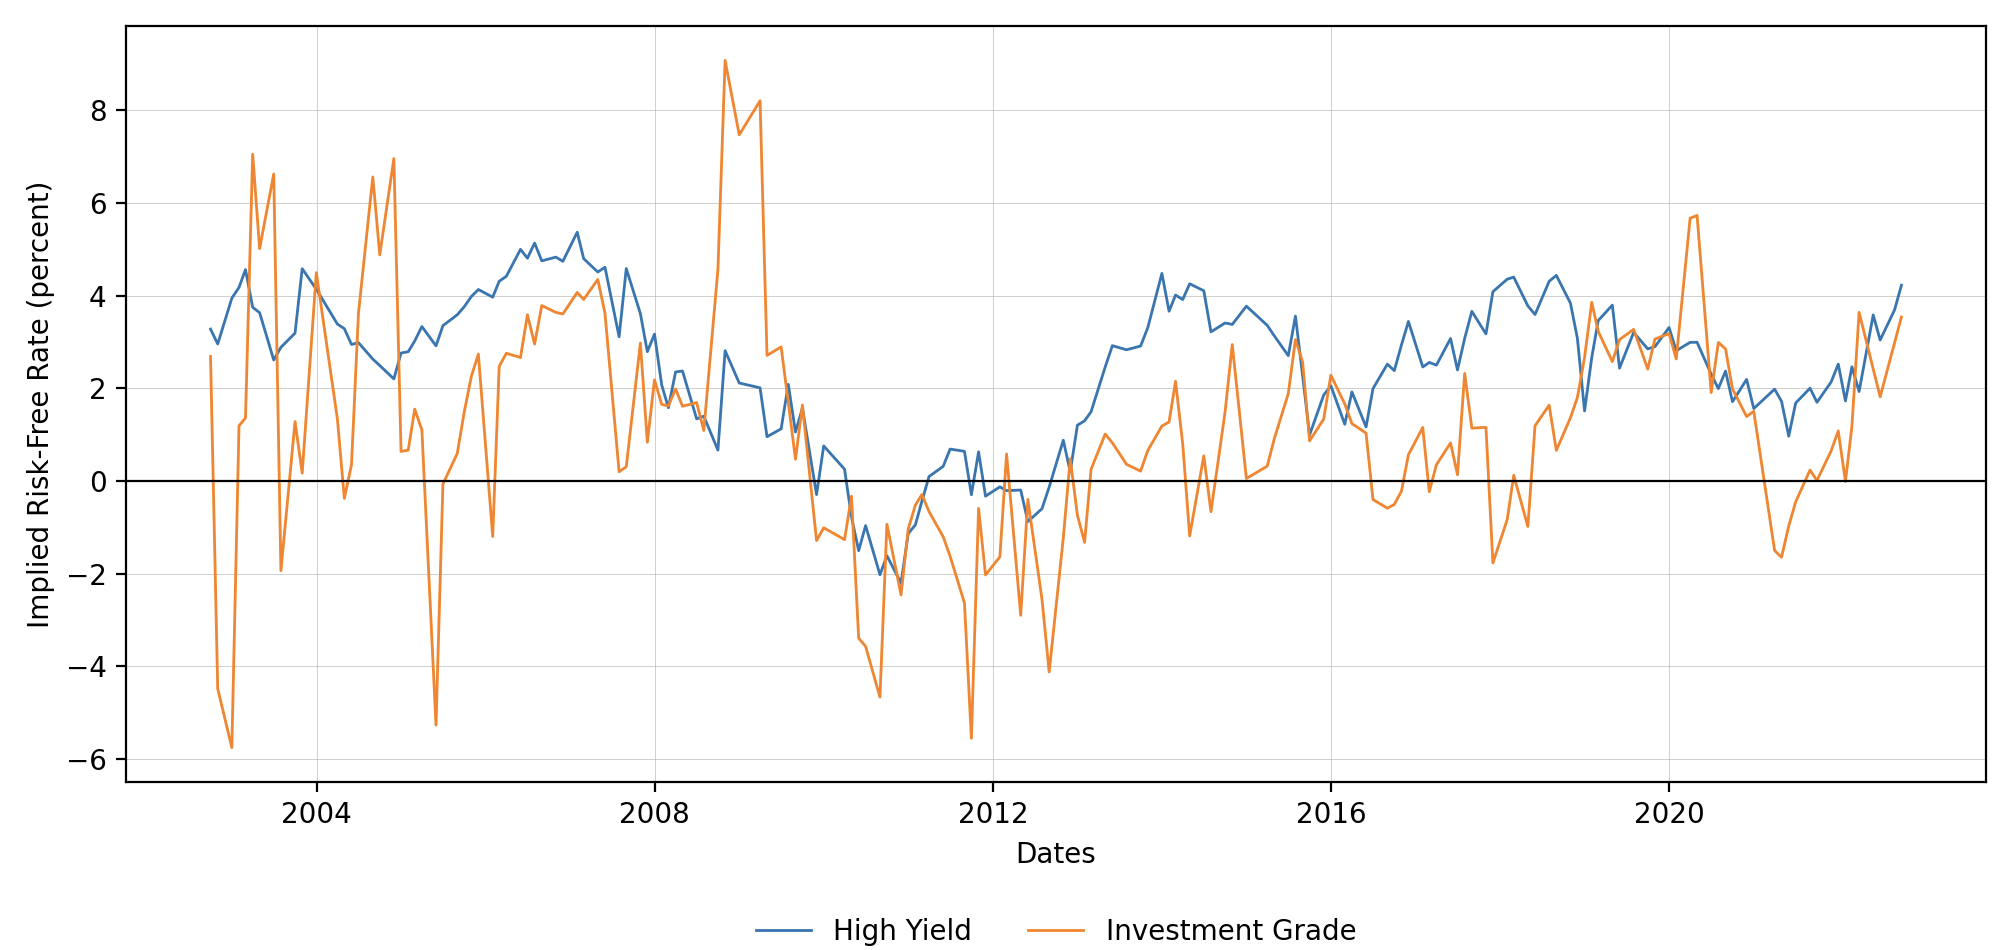 Implied Risk-Free Rate (percent)
8
6
4
2
0
−2
−4
−6
2004 2008 2012 2016 2020
Dates
High Yield Investment Grade